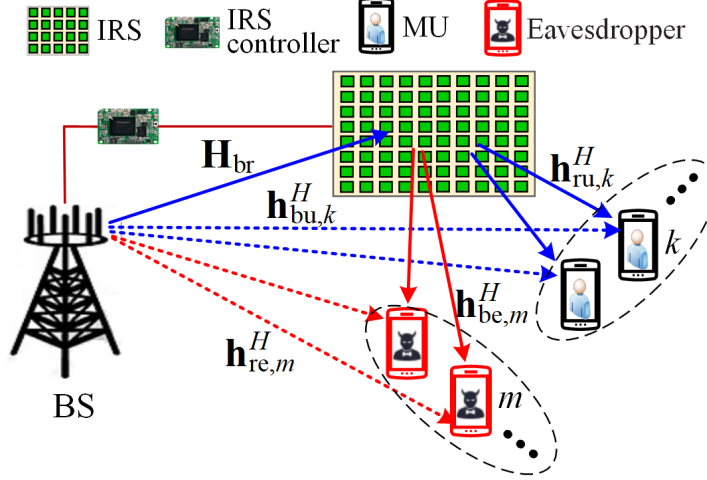 IRS
IRS
controller
MU
Eavesdropper
H_br
h_ru,k^H
h_bu,k^H
k
h_be,m^H
h_re,m^H
BS
m